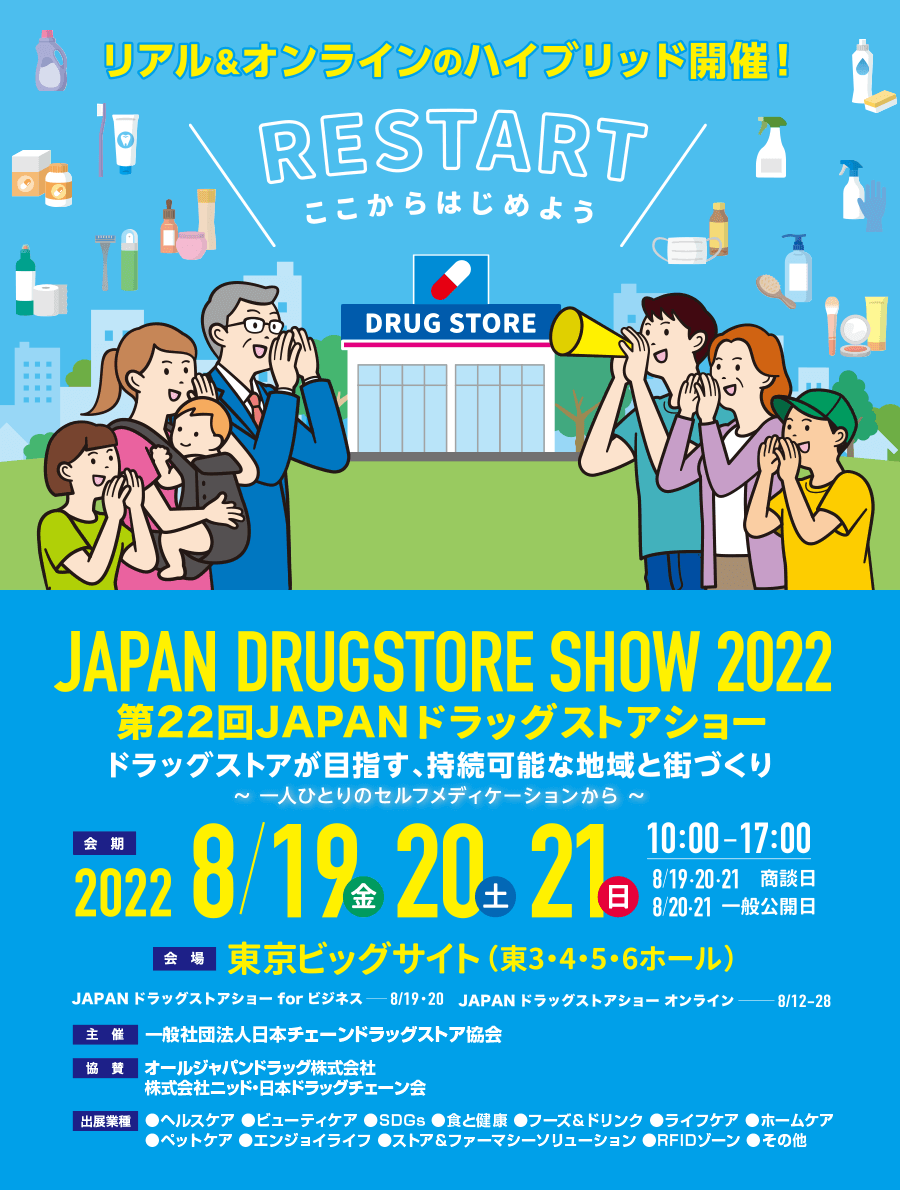 リアル&オンラインのハイブリッド開催!
RESTART
ここからはじめよう
DRUG STORE
JAPAN DRUGSTORE SHOW 2022
第22回JAPANドラッグストアショー
ドラッグストアが目指す、持続可能な地域と街づくり
～ 一人ひとりのセルフメディケーションから ～
会期 2022 8/19金 20土 21日
10:00-17:00
8/19・20・21 商談日
8/20・21 一般公開日
会場 東京ビッグサイト（東3・4・5・6ホール）
JAPANドラッグストアショー for ビジネス ― 8/19・20 JAPANドラッグストアショー オンライン ― 8/12-28
主催 一般社団法人日本チェーンドラッグストア協会
協賛 オールジャパンドラッグ株式会社
株式会社ニッド・日本ドラッグチェーン会
出展業種 ●ヘルスケア ●ビューティケア ●SDGs ●食と健康 ●フーズ&ドリンク ●ライフケア ●ホームケア
●ペットケア ●エンジョイライフ ●ストア&ファーマシーソリューション ●RFIDゾーン ●その他